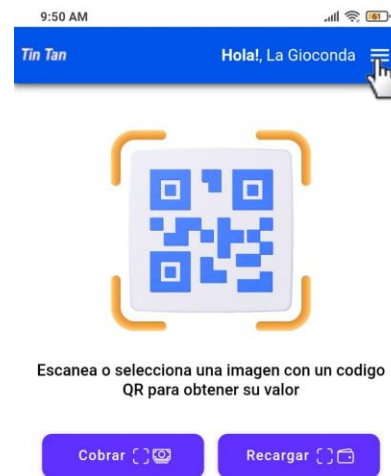 9:50 AM
61
Tin Tan
Hola!, La Gioconda
Escanea o selecciona una imagen con un codigo
QR para obtener su valor
Cobrar
Recargar